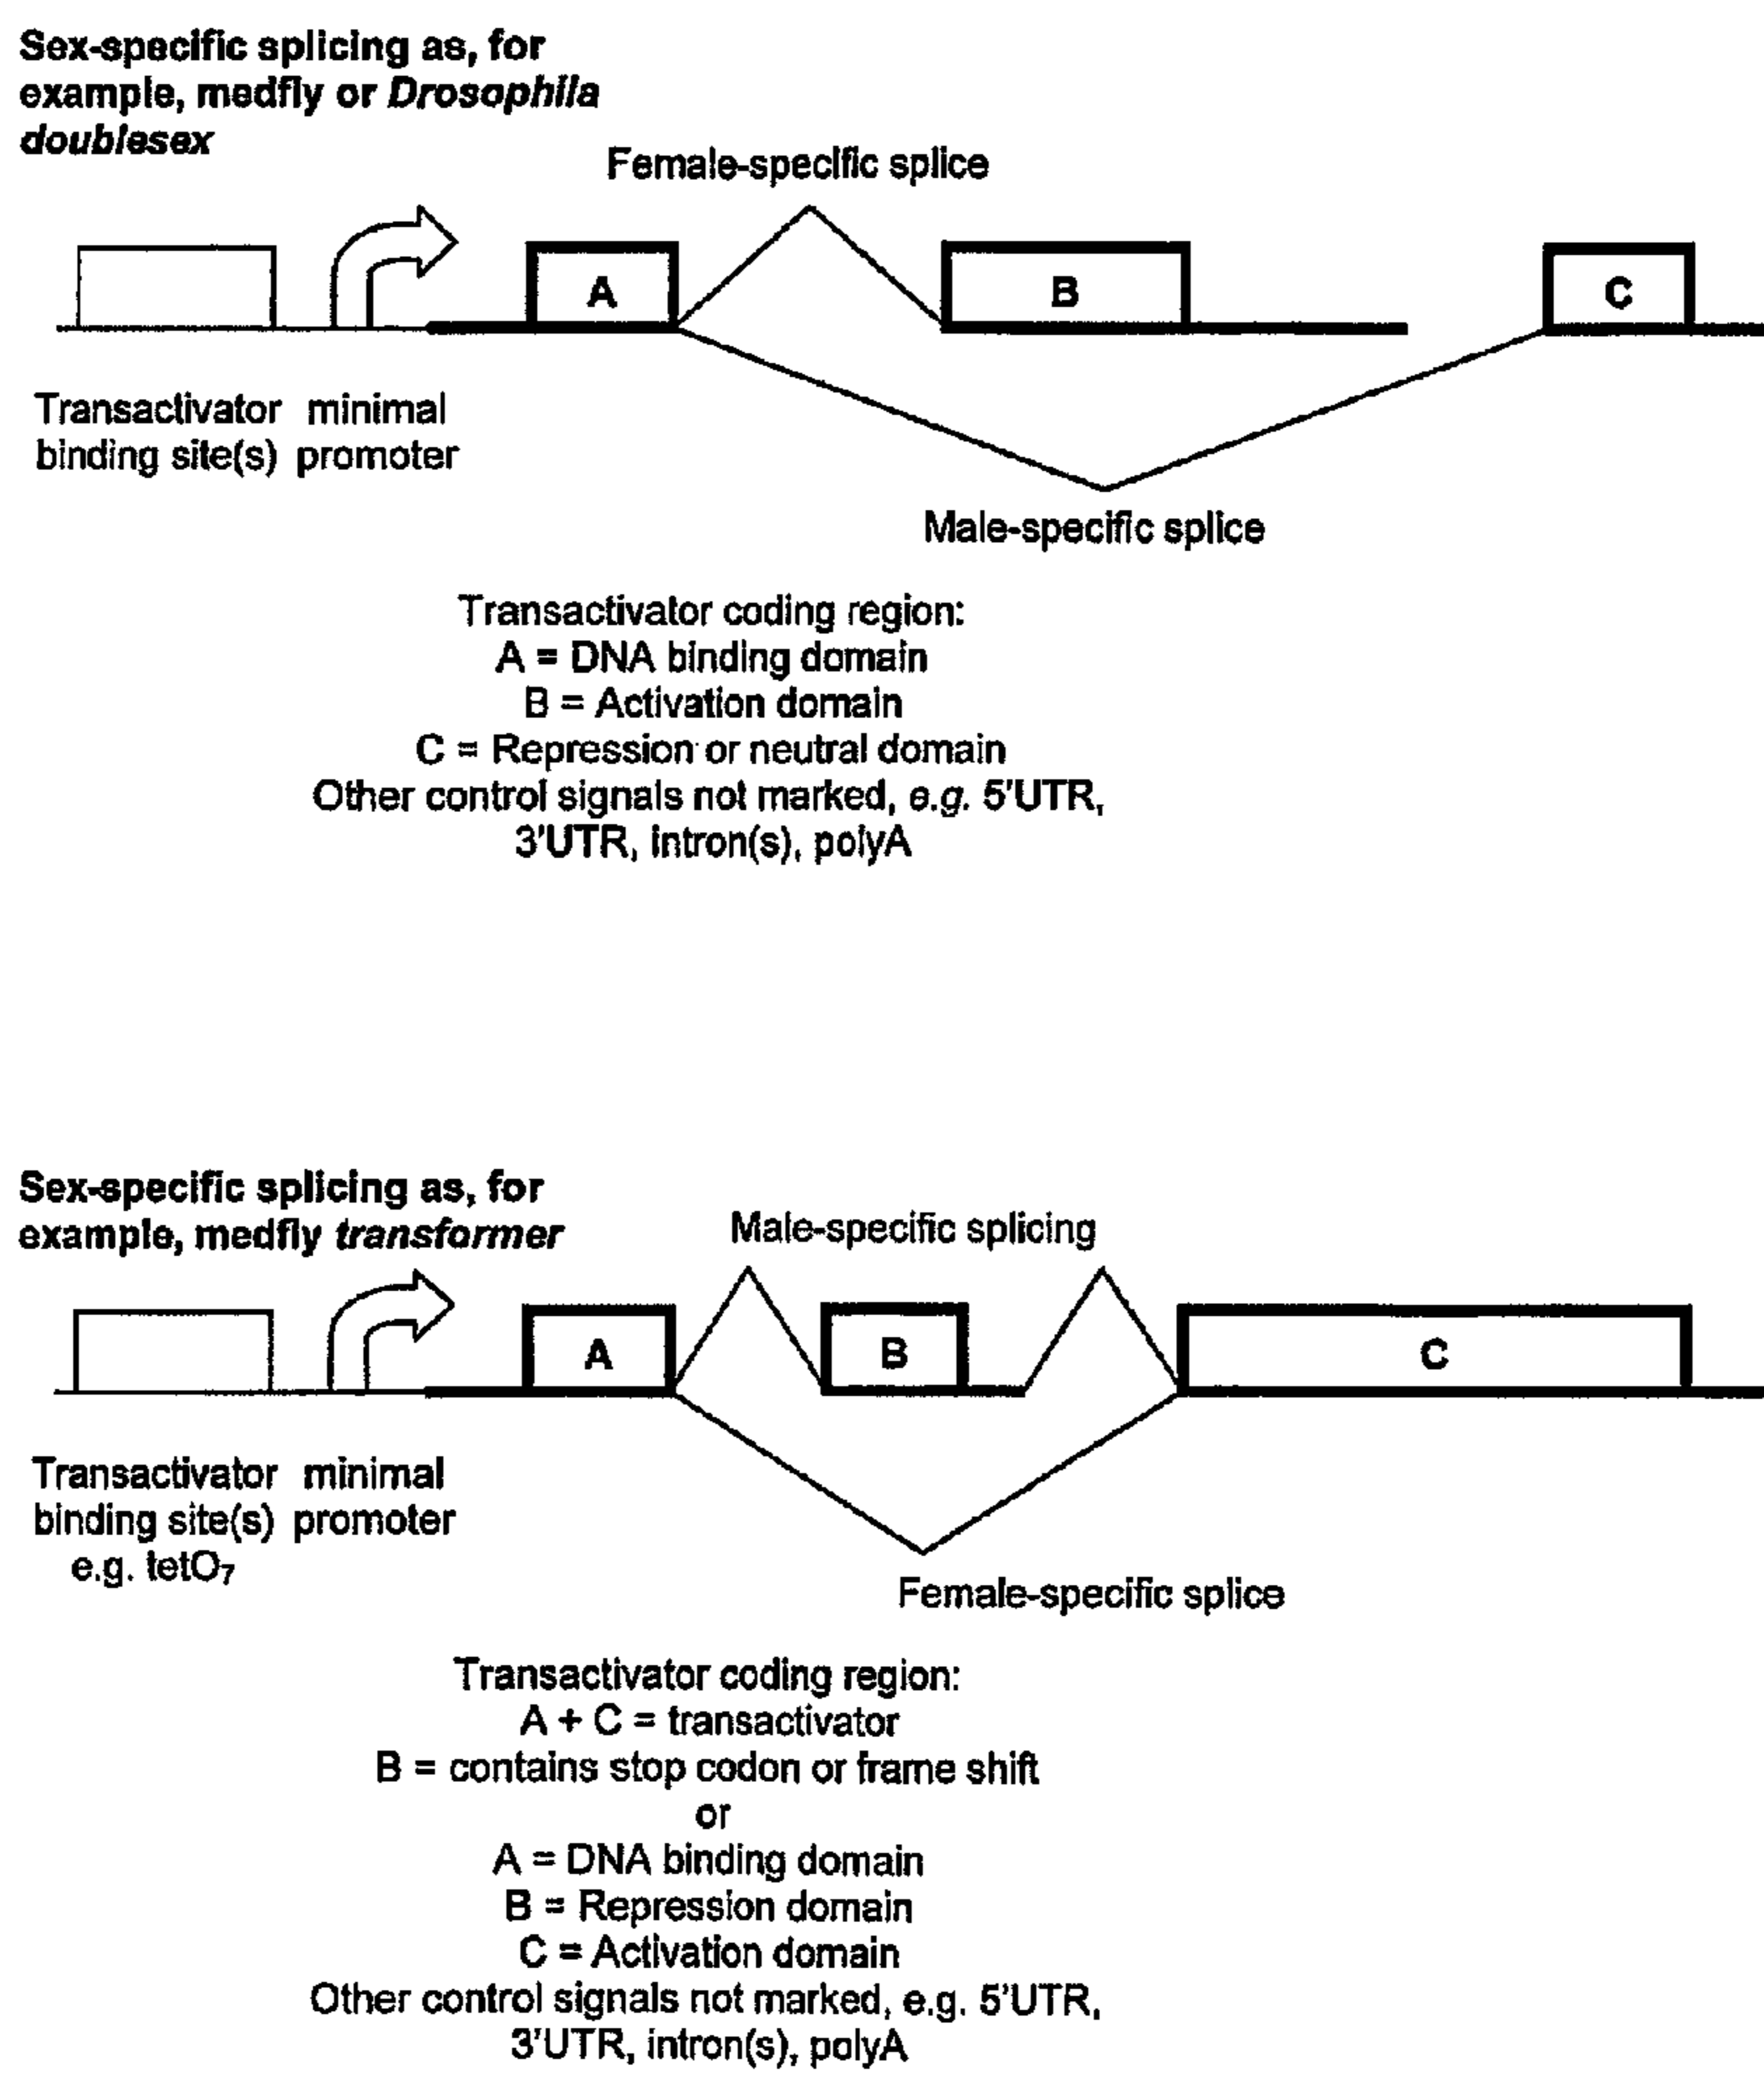 Sex-specific splicing as, for
example, medfly or Drosophila
doublesex
Female-specific splice
A
B
C
Transactivator minimal
binding site(s) promoter
Male-specific splice
Transactivator coding region:
A = DNA binding domain
B = Activation domain
C = Repression or neutral domain
Other control signals not marked, e.g. 5'UTR,
3'UTR, intron(s), polyA
Sex-specific splicing as, for
example, medfly transformer
Male-specific splicing
A
B
C
Transactivator minimal
binding site(s) promoter
e.g. tetO₇
Female-specific splice
Transactivator coding region:
A + C = transactivator
B = contains stop codon or frame shift
or
A = DNA binding domain
B = Repression domain
C = Activation domain
Other control signals not marked, e.g. 5'UTR,
3'UTR, intron(s), polyA